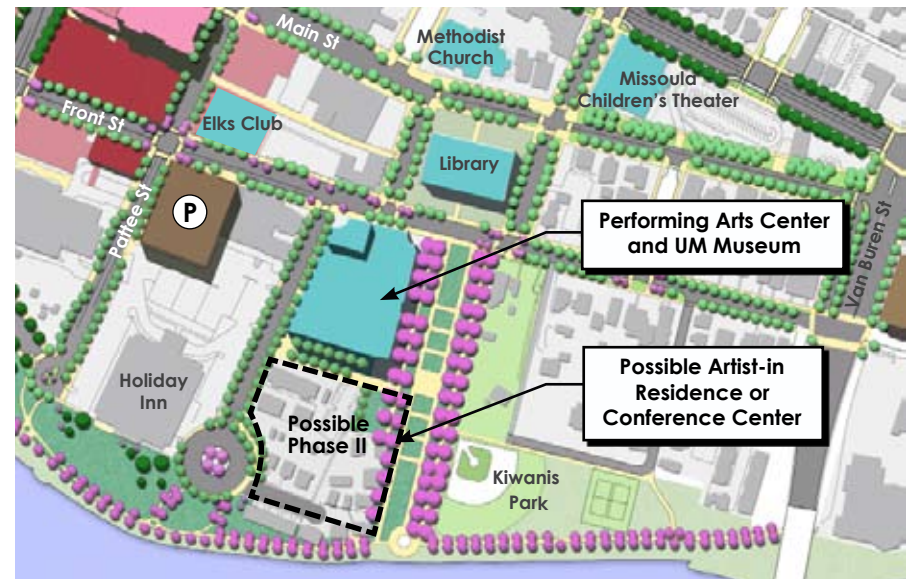 Main St
Methodist
Church
Missoula
Children's Theater
Front St
Elks Club
Library
Pattee St
P
Performing Arts Center
and UM Museum
Van Buren St
Holiday
Inn
Possible
Phase II
Possible Artist-in
Residence or
Conference Center
Kiwanis
Park